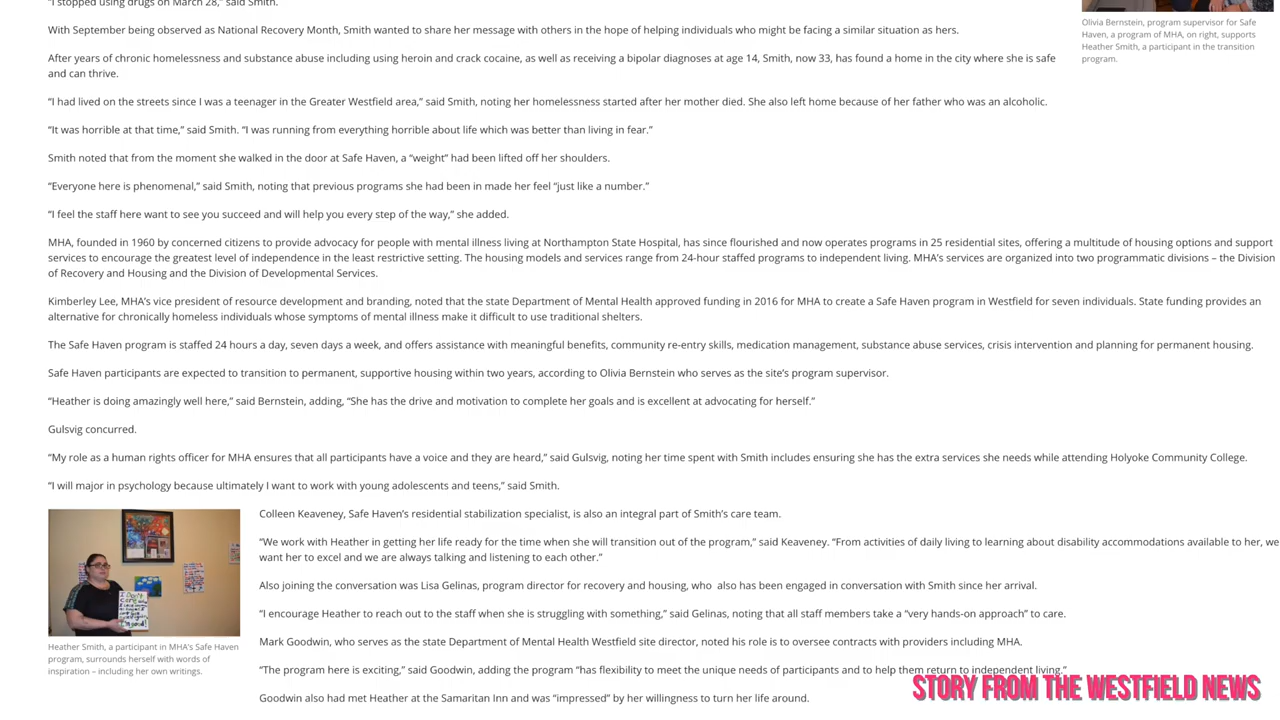 "I stopped using drugs on March 28," said Smith.
Olivia Bernstein, program supervisor for Safe
Haven, a program of MHA, on right, supports
Heather Smith, a participant in the transition
program.
With September being observed as National Recovery Month, Smith wanted to share her message with others in the hope of helping individuals who might be facing a similar situation as hers.
After years of chronic homelessness and substance abuse including using heroin and crack cocaine, as well as receiving a bipolar diagnoses at age 14, Smith, now 33, has found a home in the city where she is safe
and can thrive.
“I had lived on the streets since I was a teenager in the Greater Westfield area,” said Smith, noting her homelessness started after her mother died. She also left home because of her father who was an alcoholic.
“It was horrible at that time,” said Smith. “I was running from everything horrible about life which was better than living in fear.”
Smith noted that from the moment she walked in the door at Safe Haven, a “weight” had been lifted off her shoulders.
“Everyone here is phenomenal,” said Smith, noting that previous programs she had been in made her feel “just like a number.”
“I feel the staff here want to see you succeed and will help you every step of the way,” she added.
MHA, founded in 1960 by concerned citizens to provide advocacy for people with mental illness living at Northampton State Hospital, has since flourished and now operates programs in 25 residential sites, offering a multitude of housing options and support
services to encourage the greatest level of independence in the least restrictive setting. The housing models and services range from 24-hour staffed programs to independent living. MHA’s services are organized into two programmatic divisions – the Division
of Recovery and Housing and the Division of Developmental Services.
Kimberley Lee, MHA’s vice president of resource development and branding, noted that the state Department of Mental Health approved funding in 2016 for MHA to create a Safe Haven program in Westfield for seven individuals. State funding provides an
alternative for chronically homeless individuals whose symptoms of mental illness make it difficult to use traditional shelters.
The Safe Haven program is staffed 24 hours a day, seven days a week, and offers assistance with meaningful benefits, community re-entry skills, medication management, substance abuse services, crisis intervention and planning for permanent housing.
Safe Haven participants are expected to transition to permanent, supportive housing within two years, according to Olivia Bernstein who serves as the site’s program supervisor.
“Heather is doing amazingly well here,” said Bernstein, adding, “She has the drive and motivation to complete her goals and is excellent at advocating for herself.”
Gulsvig concurred.
“My role as a human rights officer for MHA ensures that all participants have a voice and they are heard,” said Gulsvig, noting her time spent with Smith includes ensuring she has the extra services she needs while attending Holyoke Community College.
“I will major in psychology because ultimately I want to work with young adolescents and teens,” said Smith.
Colleen Keaveney, Safe Haven’s residential stabilization specialist, is also an integral part of Smith’s care team.
“We work with Heather in getting her life ready for the time when she will transition out of the program,” said Keaveney. “From activities of daily living to learning about disability accommodations available to her, we
want her to excel and we are always talking and listening to each other.”
Also joining the conversation was Lisa Gelinas, program director for recovery and housing, who also has been engaged in conversation with Smith since her arrival.
“I encourage Heather to reach out to the staff when she is struggling with something,” said Gelinas, noting that all staff members take a “very hands-on approach” to care.
Mark Goodwin, who serves as the state Department of Mental Health Westfield site director, noted his role is to oversee contracts with providers including MHA.
“The program here is exciting,” said Goodwin, adding the program “has flexibility to meet the unique needs of participants and to help them return to independent living.”
Goodwin also had met Heather at the Samaritan Inn and was “impressed” by her willingness to turn her life around.
Heather Smith, a participant in MHA’s Safe Haven
program, surrounds herself with words of
inspiration – including her own writings.
STORY FROM THE WESTFIELD NEWS